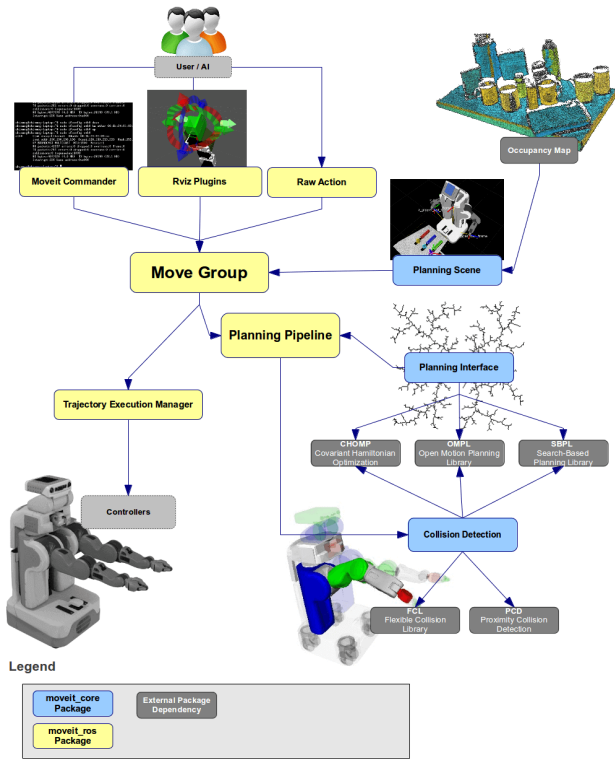 User / AI
Occupancy Map
Moveit Commander
Rviz Plugins
Raw Action
Move Group
Planning Scene
Planning Pipeline
Planning Interface
Trajectory Execution Manager
CHOMP
Covariant Hamiltonian
Optimization
OMPL
Open Motion Planning
Library
SBPL
Search-Based
Planning Library
Controllers
Collision Detection
FCL
Flexible Collision
Library
PCD
Proximity Collision
Detection
Legend
moveit_core
Package
External Package
Dependency
moveit_ros
Package